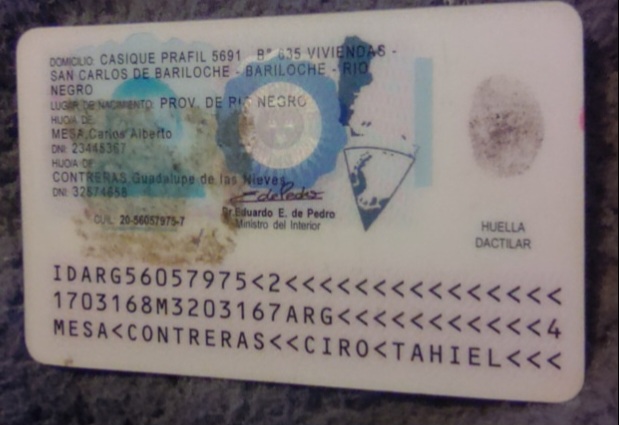 DOMICILIO: CASIQUE PRAFIL 5691 B° 635 VIVIENDAS -
SAN CARLOS DE BARILOCHE - BARILOCHE - RIO
NEGRO
LUGAR DE NACIMIENTO: PROV. DE RIO NEGRO
HIJO/A DE:
MESA, Carlos Alberto
DNI: 23445367
HIJO/A DE:
CONTRERAS, Guadalupe de las Nieves
DNI: 32574658
CUIL: 20-56057975-7
Dr. Eduardo E. de Pedro
Ministro del Interior
HUELLA
DACTILAR
IDARG56057975<2<<<<<<<<<<<<<<<
1703168M3203167ARG<<<<<<<<<<<4
MESA<CONTRERAS<<CIRO<TAHIEL<<<